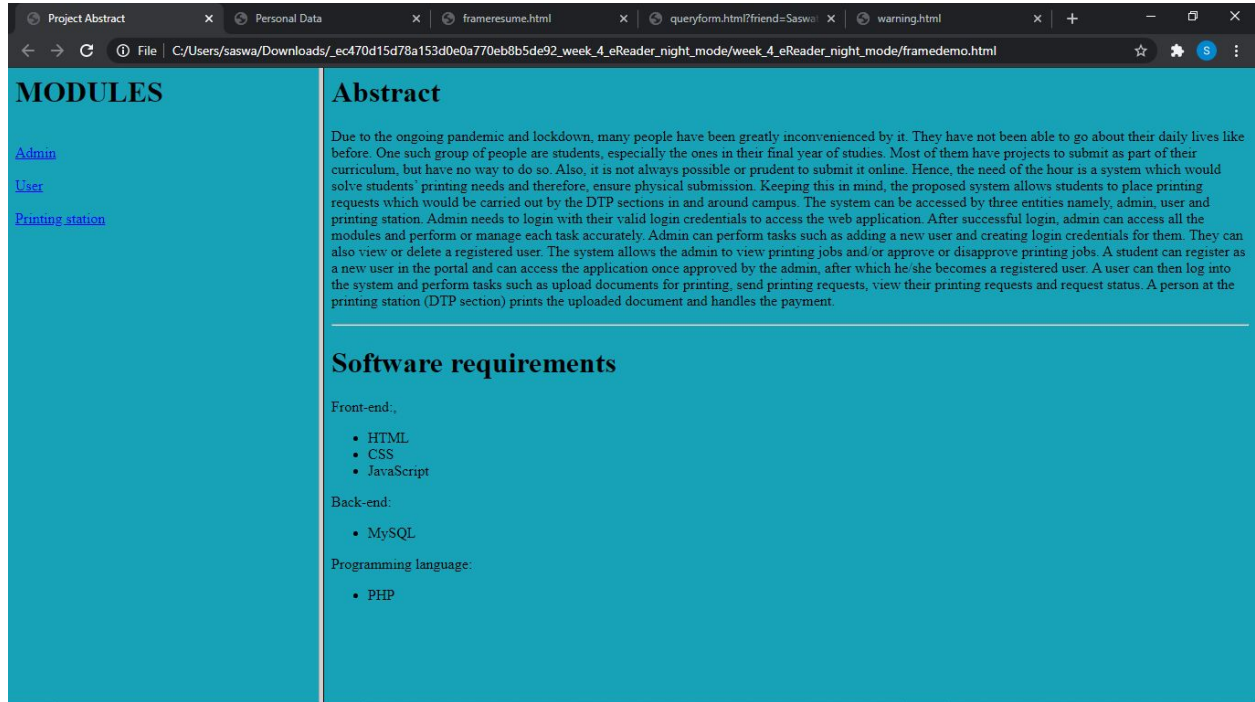 Project Abstract
Personal Data
frameresume.html
queryform.html?friend=Saswa
warning.html
File
C:/Users/saswa/Downloads/_ec470d15d78a153d0e0a770eb8b5de92_week_4_eReader_night_mode/week_4_eReader_night_mode/framedemo.html
S
MODULES
Admin
User
Printing station
Abstract
Due to the ongoing pandemic and lockdown, many people have been greatly inconvenienced by it. They have not been able to go about their daily lives like
before. One such group of people are students, especially the ones in their final year of studies. Most of them have projects to submit as part of their
curriculum, but have no way to do so. Also, it is not always possible or prudent to submit it online. Hence, the need of the hour is a system which would
solve students' printing needs and therefore, ensure physical submission. Keeping this in mind, the proposed system allows students to place printing
requests which would be carried out by the DTP sections in and around campus. The system can be accessed by three entities namely, admin, user and
printing station. Admin needs to login with their valid login credentials to access the web application. After successful login, admin can access all the
modules and perform or manage each task accurately. Admin can perform tasks such as adding a new user and creating login credentials for them. They can
also view or delete a registered user. The system allows the admin to view printing jobs and/or approve or disapprove printing jobs. A student can register as
a new user in the portal and can access the application once approved by the admin, after which he/she becomes a registered user. A user can then log into
the system and perform tasks such as upload documents for printing, send printing requests, view their printing requests and request status. A person at the
printing station (DTP section) prints the uploaded document and handles the payment.
Software requirements
Front-end:,
• HTML
• CSS
• JavaScript
Back-end:
• MySQL
Programming language:
• PHP